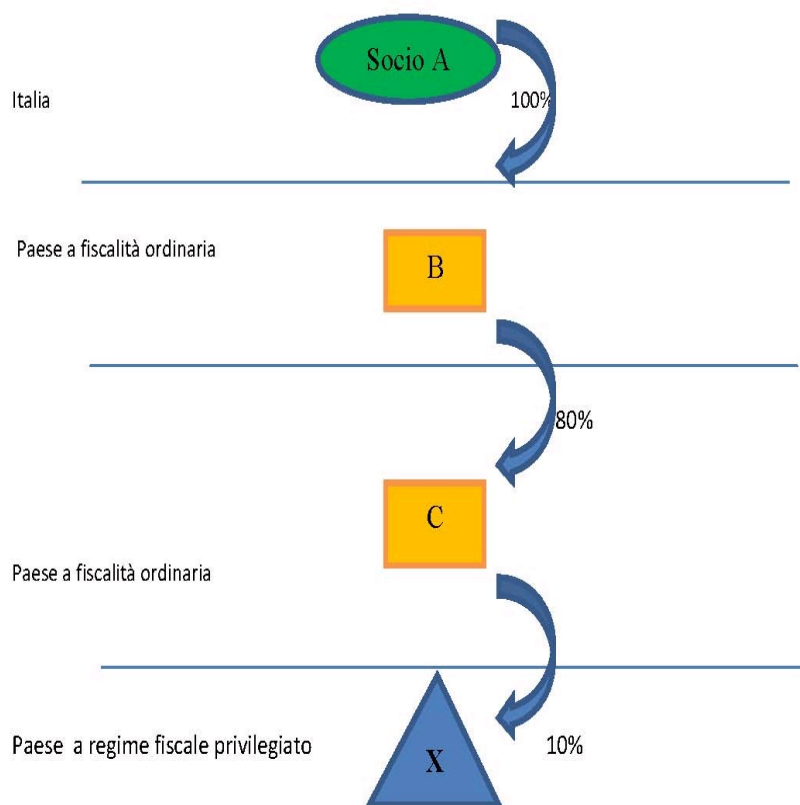 Socio A
Italia
100%
Paese a fiscalità ordinaria
B
80%
C
Paese a fiscalità ordinaria
Paese a regime fiscale privilegiato
10%
X